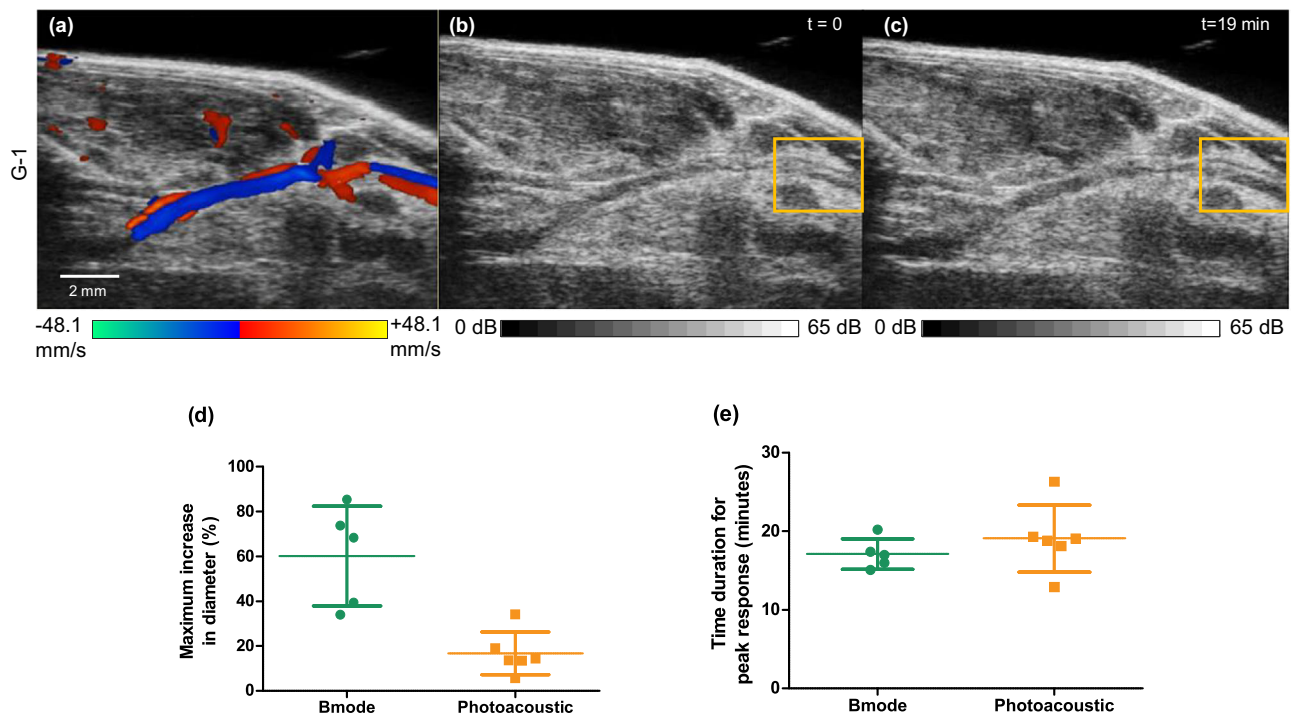 (a)
(b)
t = 0
(c)
t=19 min
G-1
2 mm
-48.1
mm/s
+48.1
mm/s
0 dB
65 dB
0 dB
65 dB
(d)
Maximum increase
in diameter (%)
100
80
60
40
20
0
Bmode
Photoacoustic
(e)
Time duration for
peak response (minutes)
30
20
10
0
Bmode
Photoacoustic